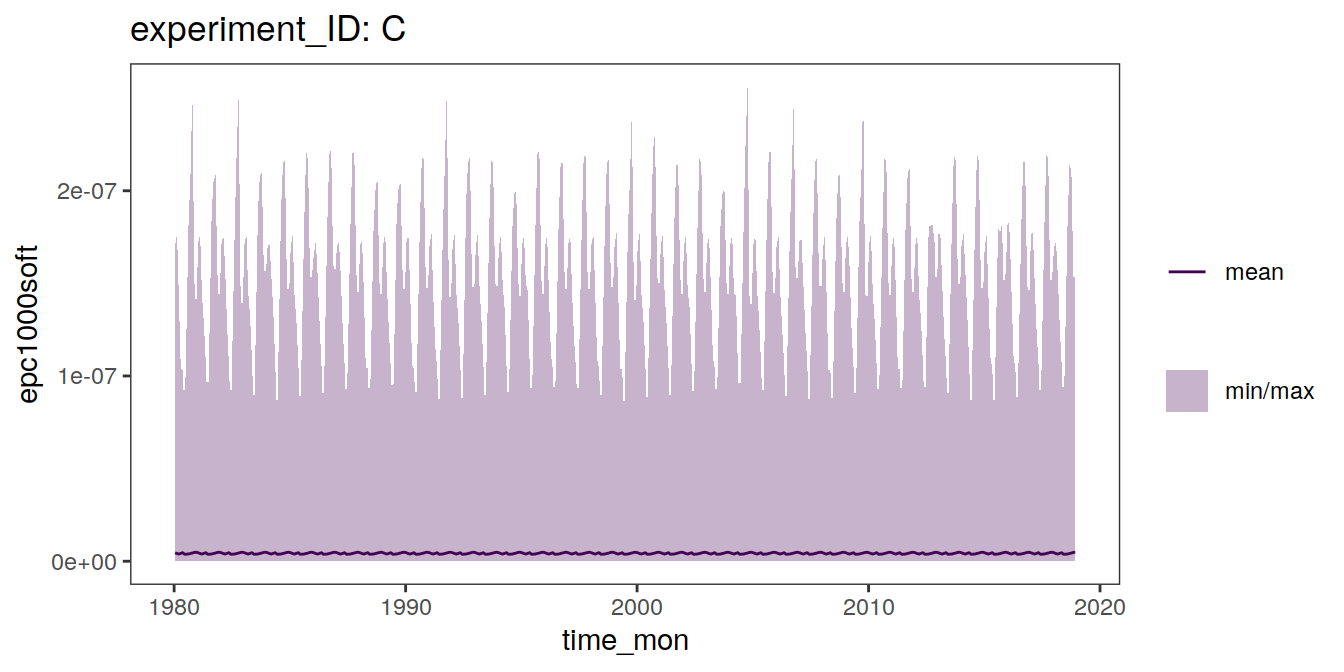 experiment_ID: C
epc1000soft
2e-07
1e-07
0e+00
1980 1990 2000 2010 2020
time_mon
mean
min/max